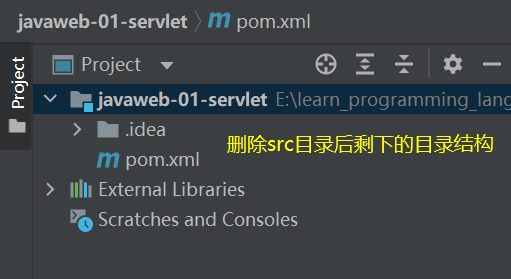 javaweb-01-servlet pom.xml
Project
Project
javaweb-01-servlet E:\learn_programming_lang
.idea
删除src目录后剩下的目录结构
pom.xml
External Libraries
Scratches and Consoles